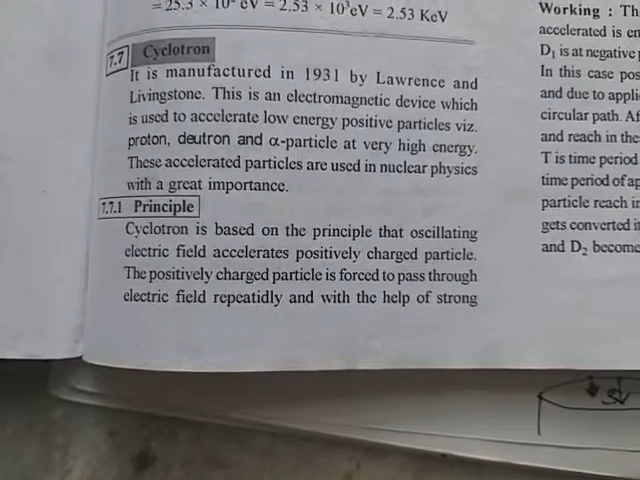 = 25.3 × 10² eV = 2.53 × 10³eV = 2.53 KeV
7.7 Cyclotron
It is manufactured in 1931 by Lawrence and
Livingstone. This is an electromagnetic device which
is used to accelerate low energy positive particles viz.
proton, deutron and α-particle at very high energy.
These accelerated particles are used in nuclear physics
with a great importance.
7.7.1 Principle
Cyclotron is based on the principle that oscillating
electric field accelerates positively charged particle.
The positively charged particle is forced to pass through
electric field repeatidly and with the help of strong
Working : Th
accelerated is en
D₁ is at negative
In this case pos
and due to appli
circular path. Af
and reach in the
T is time period
time period of ap
particle reach in
gets converted i
and D₂ become
5V